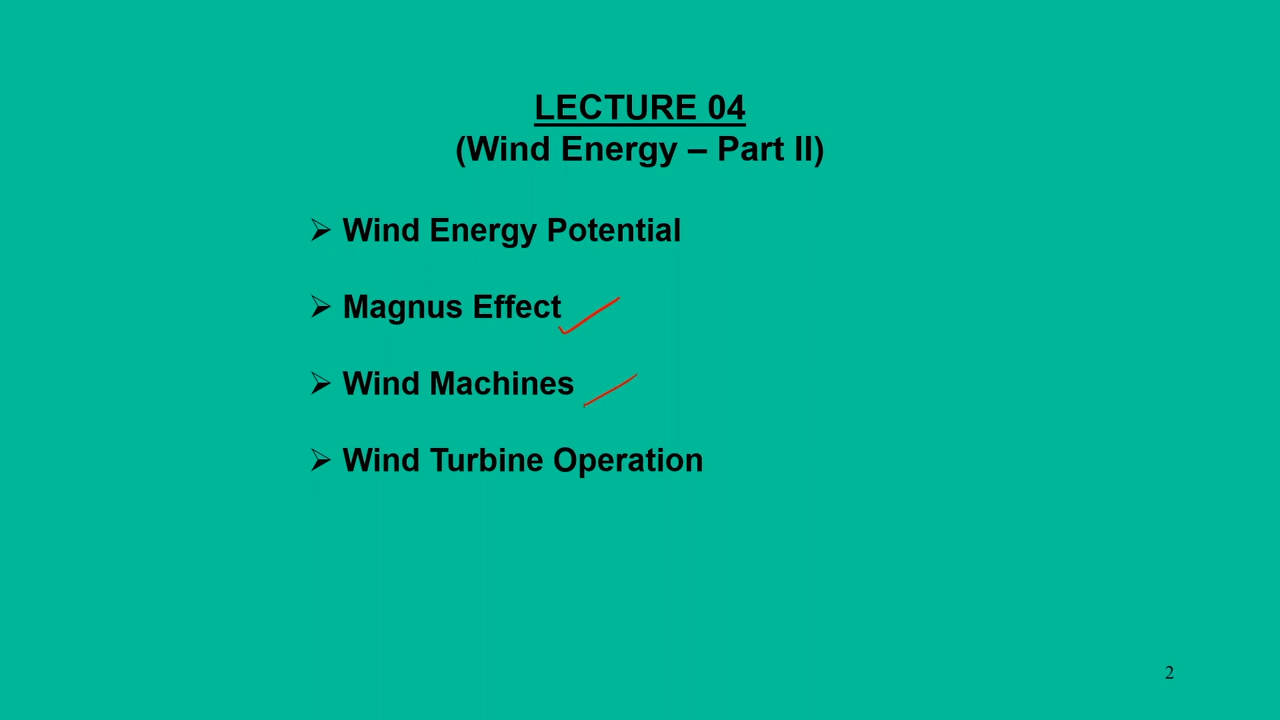 LECTURE 04
(Wind Energy – Part II)
➢ Wind Energy Potential
➢ Magnus Effect
➢ Wind Machines
➢ Wind Turbine Operation
2